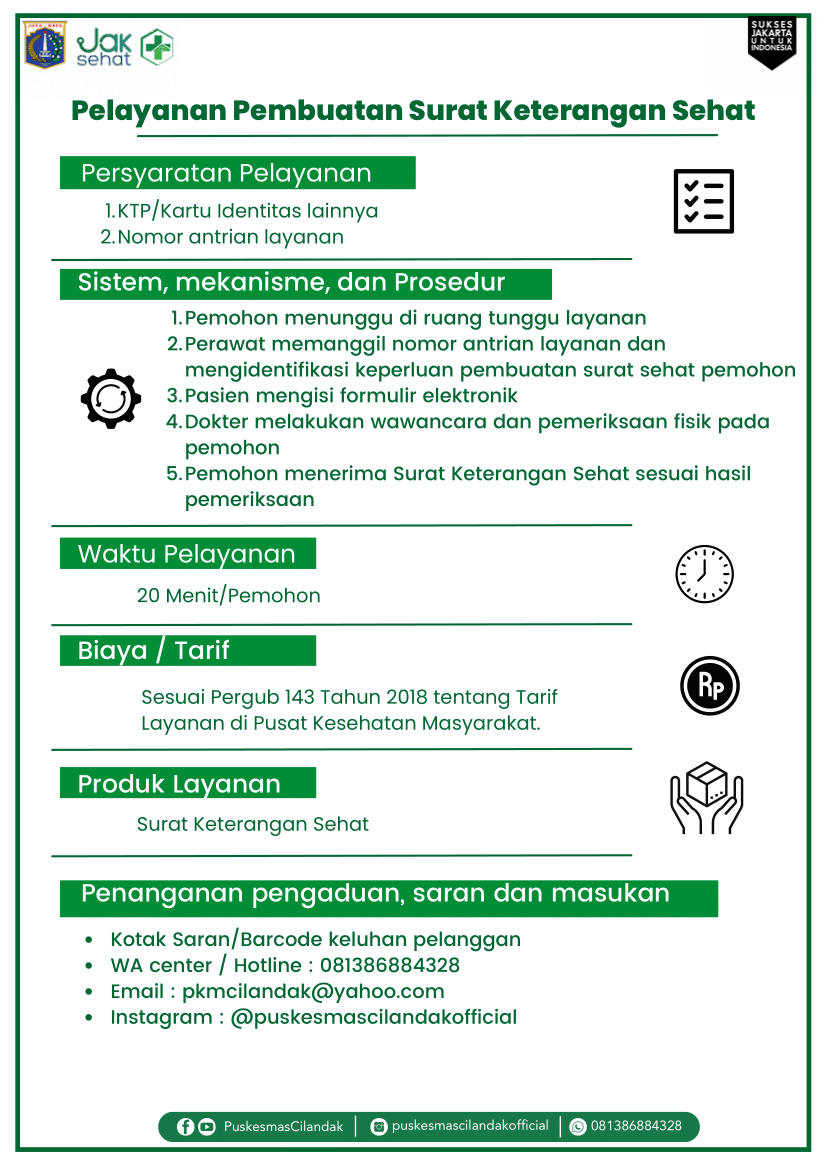 JAYA RAYA
Jak
sehat
SUKSES
JAKARTA
UNTUK
INDONESIA
Pelayanan Pembuatan Surat Keterangan Sehat
Persyaratan Pelayanan
1. KTP/Kartu Identitas lainnya
2. Nomor antrian layanan
Sistem, mekanisme, dan Prosedur
1. Pemohon menunggu di ruang tunggu layanan
2. Perawat memanggil nomor antrian layanan dan
mengidentifikasi keperluan pembuatan surat sehat pemohon
3. Pasien mengisi formulir elektronik
4. Dokter melakukan wawancara dan pemeriksaan fisik pada
pemohon
5. Pemohon menerima Surat Keterangan Sehat sesuai hasil
pemeriksaan
Waktu Pelayanan
20 Menit/Pemohon
Biaya / Tarif
Rp
Sesuai Pergub 143 Tahun 2018 tentang Tarif
Layanan di Pusat Kesehatan Masyarakat.
Produk Layanan
Surat Keterangan Sehat
Penanganan pengaduan, saran dan masukan
• Kotak Saran/Barcode keluhan pelanggan
• WA center / Hotline : 081386884328
• Email : pkmcilandak@yahoo.com
• Instagram : @puskesmascilandakofficial
PuskesmasCilandak | puskesmascilandakofficial | 081386884328